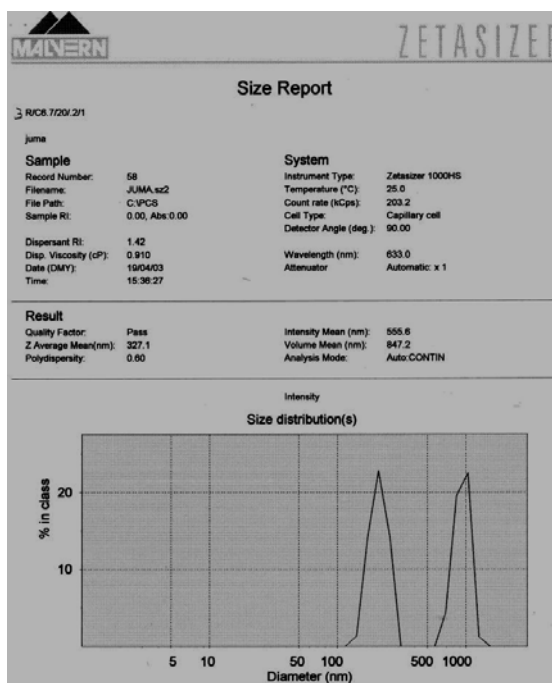 MALVERN
ZETASIZER
Size Report
3 R/C6.7/20/.2/1
juma
Sample
Record Number: 58
Filename: JUMA.sz2
File Path: C:\PCS
Sample RI: 0.00, Abs:0.00
Dispersant RI: 1.42
Disp. Viscosity (cP): 0.910
Date (DMY): 19/04/03
Time: 15:36:27
System
Instrument Type: Zetasizer 1000HS
Temperature (°C): 25.0
Count rate (kCps): 203.2
Cell Type: Capillary cell
Detector Angle (deg.): 90.00
Wavelength (nm): 633.0
Attenuator Automatic: x 1
Result
Quality Factor: Pass
Z Average Mean(nm): 327.1
Polydispersity: 0.60
Intensity Mean (nm): 555.6
Volume Mean (nm): 847.2
Analysis Mode: Auto:CONTIN
Intensity
Size distribution(s)
% in class
20
10
5 10 50 100 500 1000
Diameter (nm)